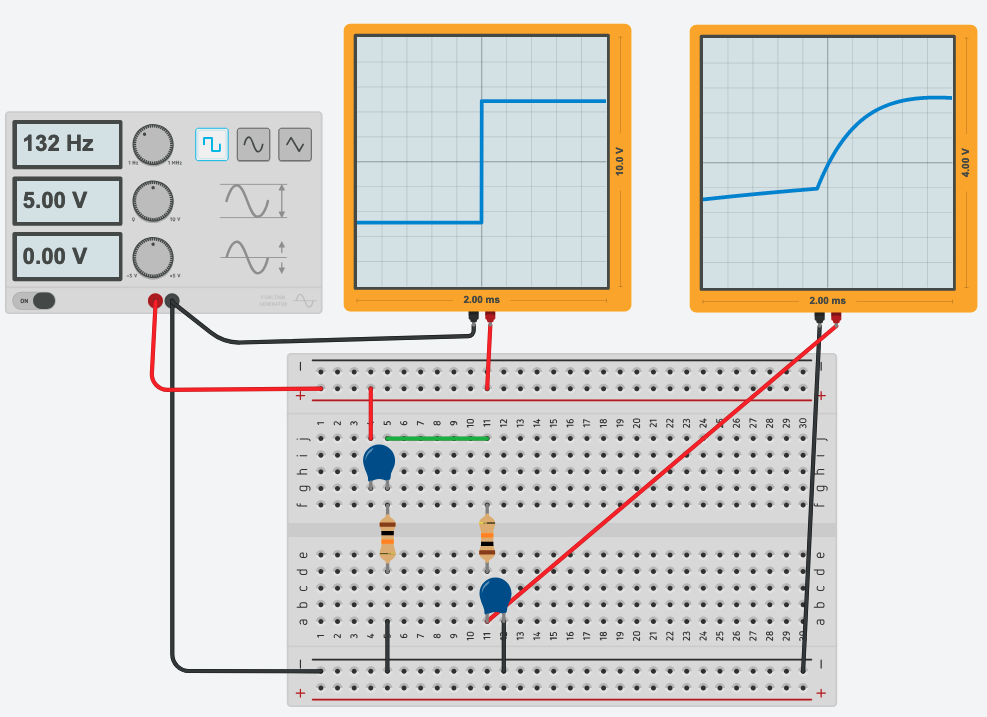 132 Hz
1 Hz
1 MHz
5.00 V
0
10 V
0.00 V
-5 V
+5 V
ON
FUNCTION
GENERATOR
10.0 V
2.00 ms
4.00 V
2.00 ms
+
+
1 2 3 4 5 6 7 8 9 10 11 12 13 14 15 16 17 18 19 20 21 22 23 24 25 26 27 28 29 30
j j
i i
h h
g g
f f
e e
d d
c c
b b
a a
1 2 3 4 5 6 7 8 9 10 11 12 13 14 15 16 17 18 19 20 21 22 23 24 25 26 27 28 29 30
+
+